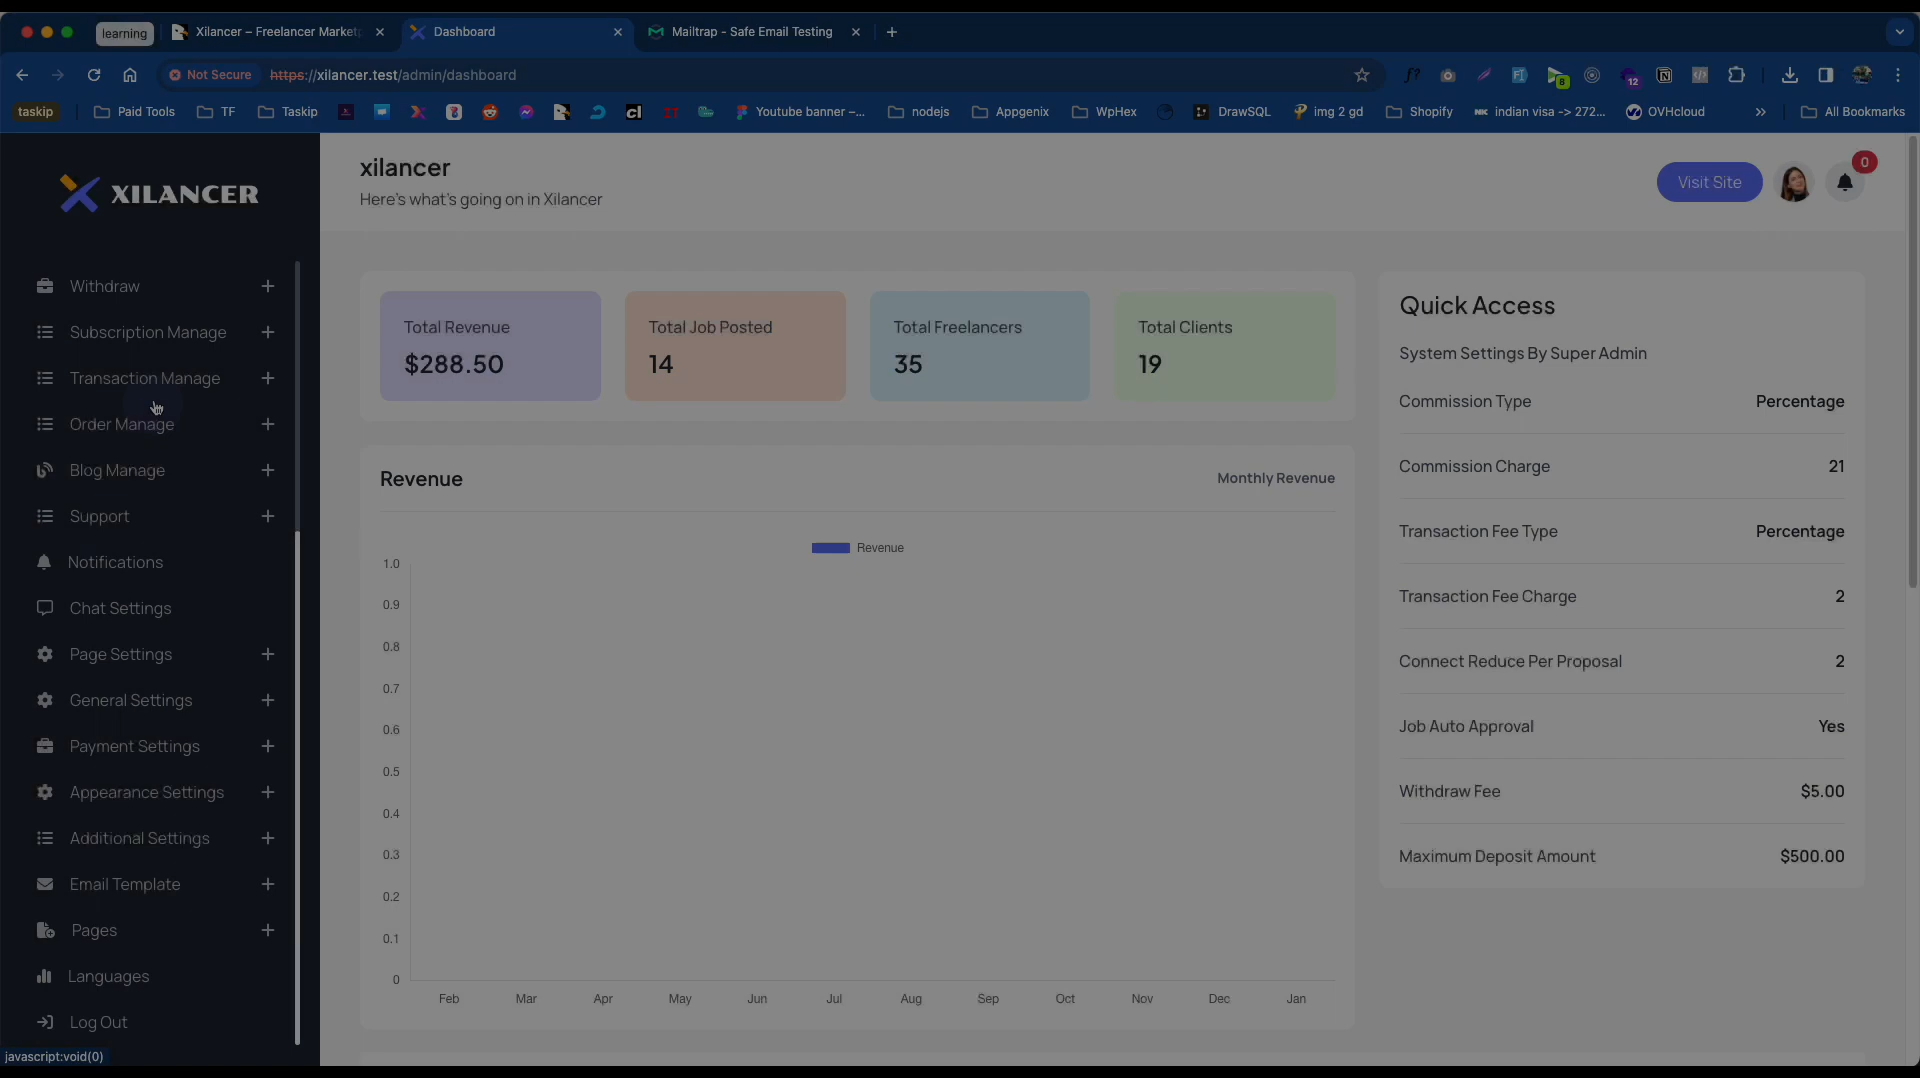 learning
Xilancer – Freelancer Marketp
Dashboard
Mailtrap - Safe Email Testing
Not Secure
https://xilancer.test/admin/dashboard
8
12
taskip
Paid Tools
TF
Taskip
Youtube banner –...
nodejs
Appgenix
WpHex
DrawSQL
img 2 gd
Shopify
indian visa -> 272...
OVHcloud
All Bookmarks
XILANCER
Withdraw
Subscription Manage
Transaction Manage
Order Manage
Blog Manage
Support
Notifications
Chat Settings
Page Settings
General Settings
Payment Settings
Appearance Settings
Additional Settings
Email Template
Pages
Languages
Log Out
javascript:void(0)
xilancer
Here's what's going on in Xilancer
Visit Site
0
Total Revenue
$288.50
Total Job Posted
14
Total Freelancers
35
Total Clients
19
Revenue
Monthly Revenue
Revenue
1.0
0.9
0.8
0.7
0.6
0.5
0.4
0.3
0.2
0.1
0
Feb Mar Apr May Jun Jul Aug Sep Oct Nov Dec Jan
Quick Access
System Settings By Super Admin
Commission Type Percentage
Commission Charge 21
Transaction Fee Type Percentage
Transaction Fee Charge 2
Connect Reduce Per Proposal 2
Job Auto Approval Yes
Withdraw Fee $5.00
Maximum Deposit Amount $500.00